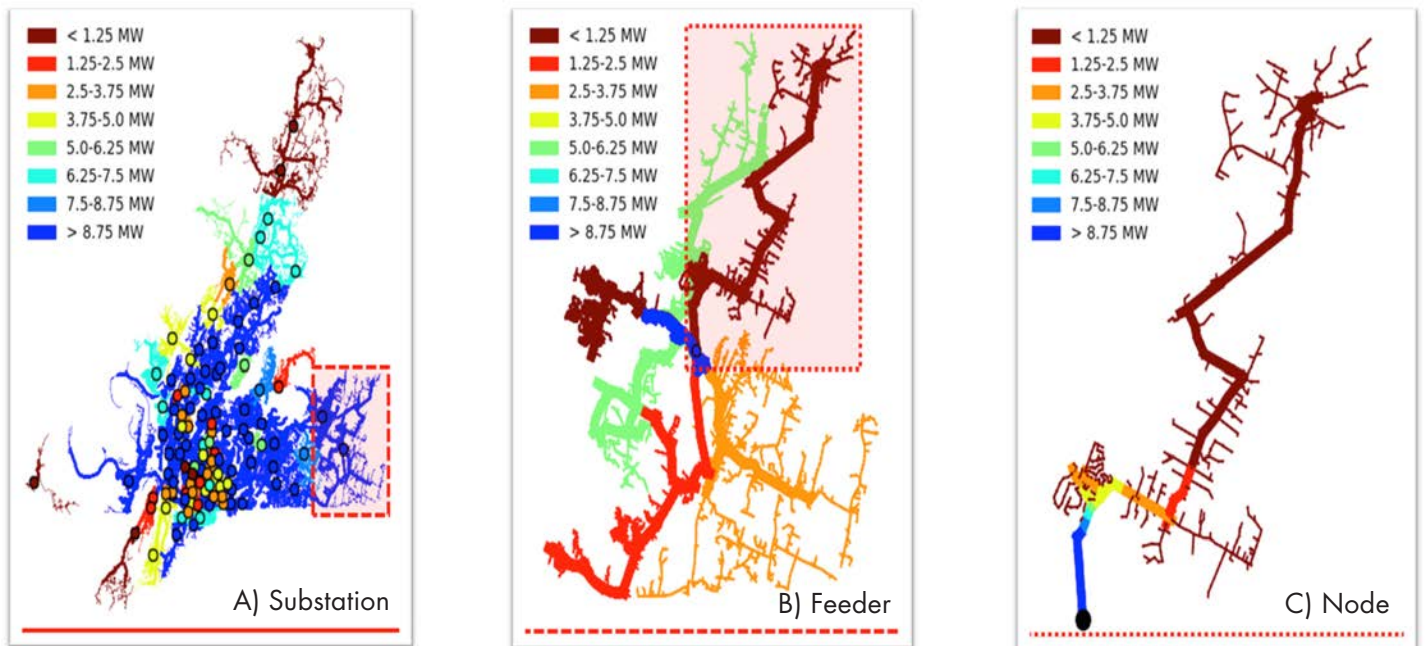 < 1.25 MW
1.25-2.5 MW
2.5-3.75 MW
3.75-5.0 MW
5.0-6.25 MW
6.25-7.5 MW
7.5-8.75 MW
> 8.75 MW
A) Substation
< 1.25 MW
1.25-2.5 MW
2.5-3.75 MW
3.75-5.0 MW
5.0-6.25 MW
6.25-7.5 MW
7.5-8.75 MW
> 8.75 MW
B) Feeder
< 1.25 MW
1.25-2.5 MW
2.5-3.75 MW
3.75-5.0 MW
5.0-6.25 MW
6.25-7.5 MW
7.5-8.75 MW
> 8.75 MW
C) Node